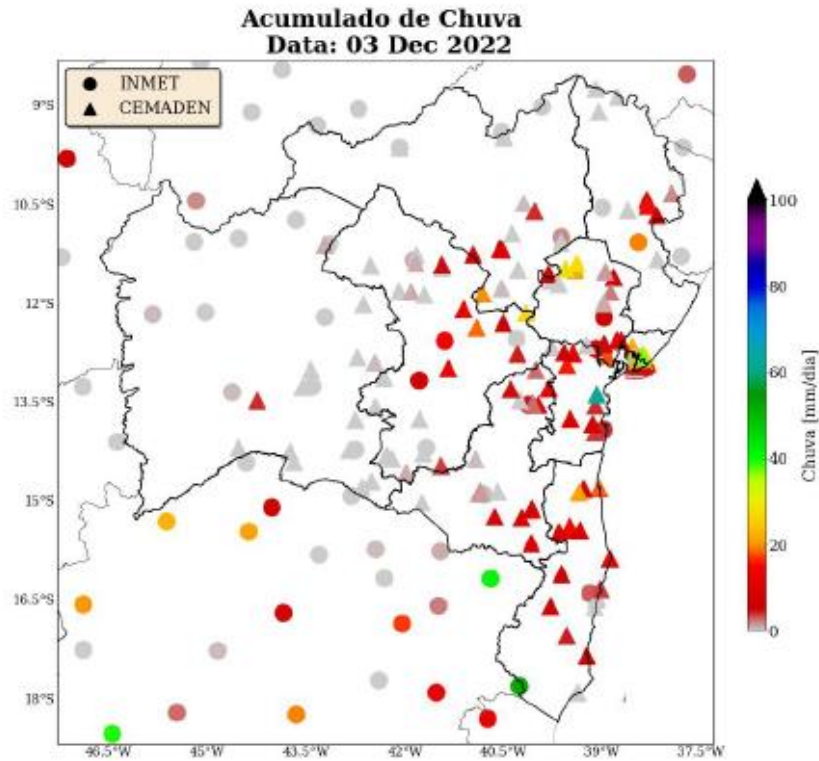 Acumulado de Chuva
Data: 03 Dec 2022
INMET
CEMADEN
9°S
10.5°S
12°S
13.5°S
15°S
16.5°S
18°S
46.5°W
45°W
43.5°W
42°W
40.5°W
39°W
37.5°W
100
80
60
40
20
0
Chuva [mm/dia]